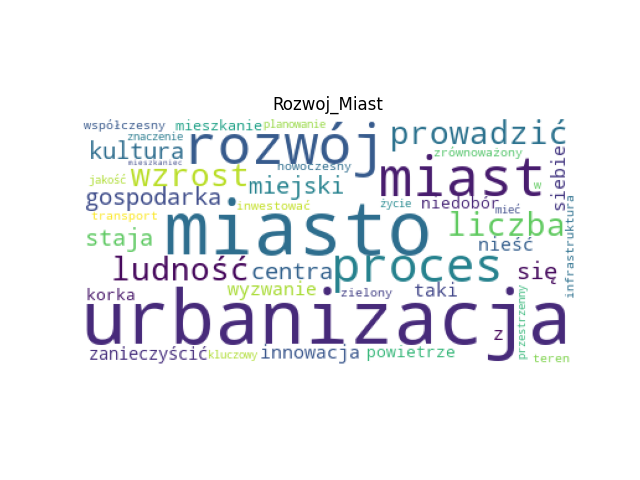 Rozwoj_Miast
współczesny mieszkanie planowanie
znaczenie rozwój prowadzić
kultura nowoczesny zrównoważony siebie
mieszkaniec
jakość wzrost miejski miast w
gospodarka życie niedobór mieć
transport inwestować liczba infrastruktura
staja miasto nieść
ludność centra proces się
korka wyzwanie zielony taki
urbanizacja z przestrzenny
zanieczyścić kluczowy innowacja powietrze teren